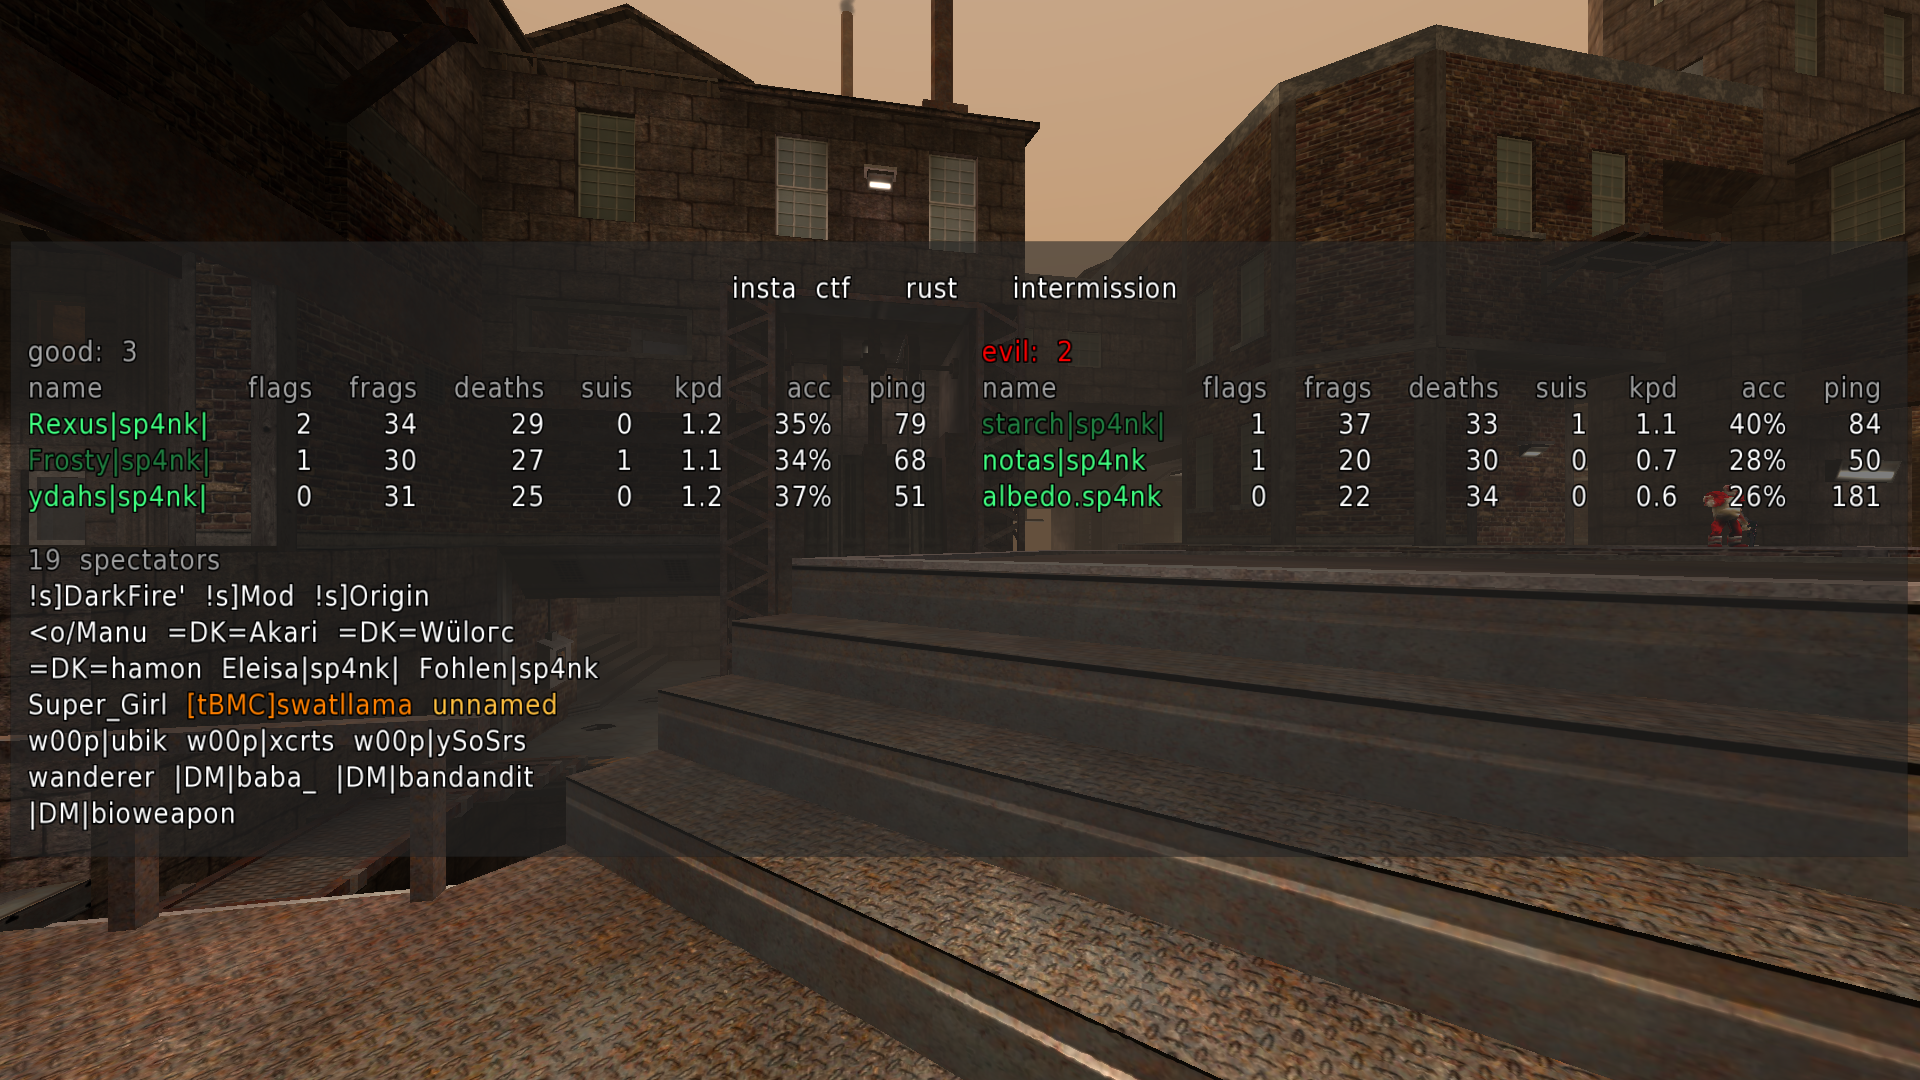 insta ctf rust intermission
good: 3
name flags frags deaths suis kpd acc ping
Rexus|sp4nk| 2 34 29 0 1.2 35% 79
Frosty|sp4nk| 1 30 27 1 1.1 34% 68
ydahs|sp4nk| 0 31 25 0 1.2 37% 51
evil: 2
name flags frags deaths suis kpd acc ping
starch|sp4nk| 1 37 33 1 1.1 40% 84
notas|sp4nk 1 20 30 0 0.7 28% 50
albedo.sp4nk 0 22 34 0 0.6 26% 181
19 spectators
!s]DarkFire' !s]Mod !s]Origin
<o/Manu =DK=Akari =DK=Wülorc
=DK=hamon Eleisa|sp4nk| Fohlen|sp4nk
Super_Girl [tBMC]swatllama unnamed
w00p|ubik w00p|xcrts w00p|ySoSrs
wanderer |DM|baba_ |DM|bandandit
|DM|bioweapon